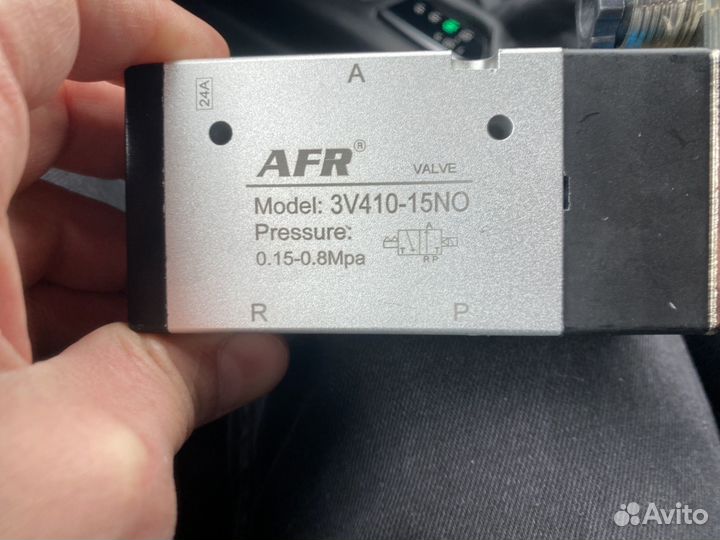 24A
A
AFR®
VALVE
Model: 3V410-15NO
Pressure:
0.15-0.8Mpa
A
R P
R P
Avito